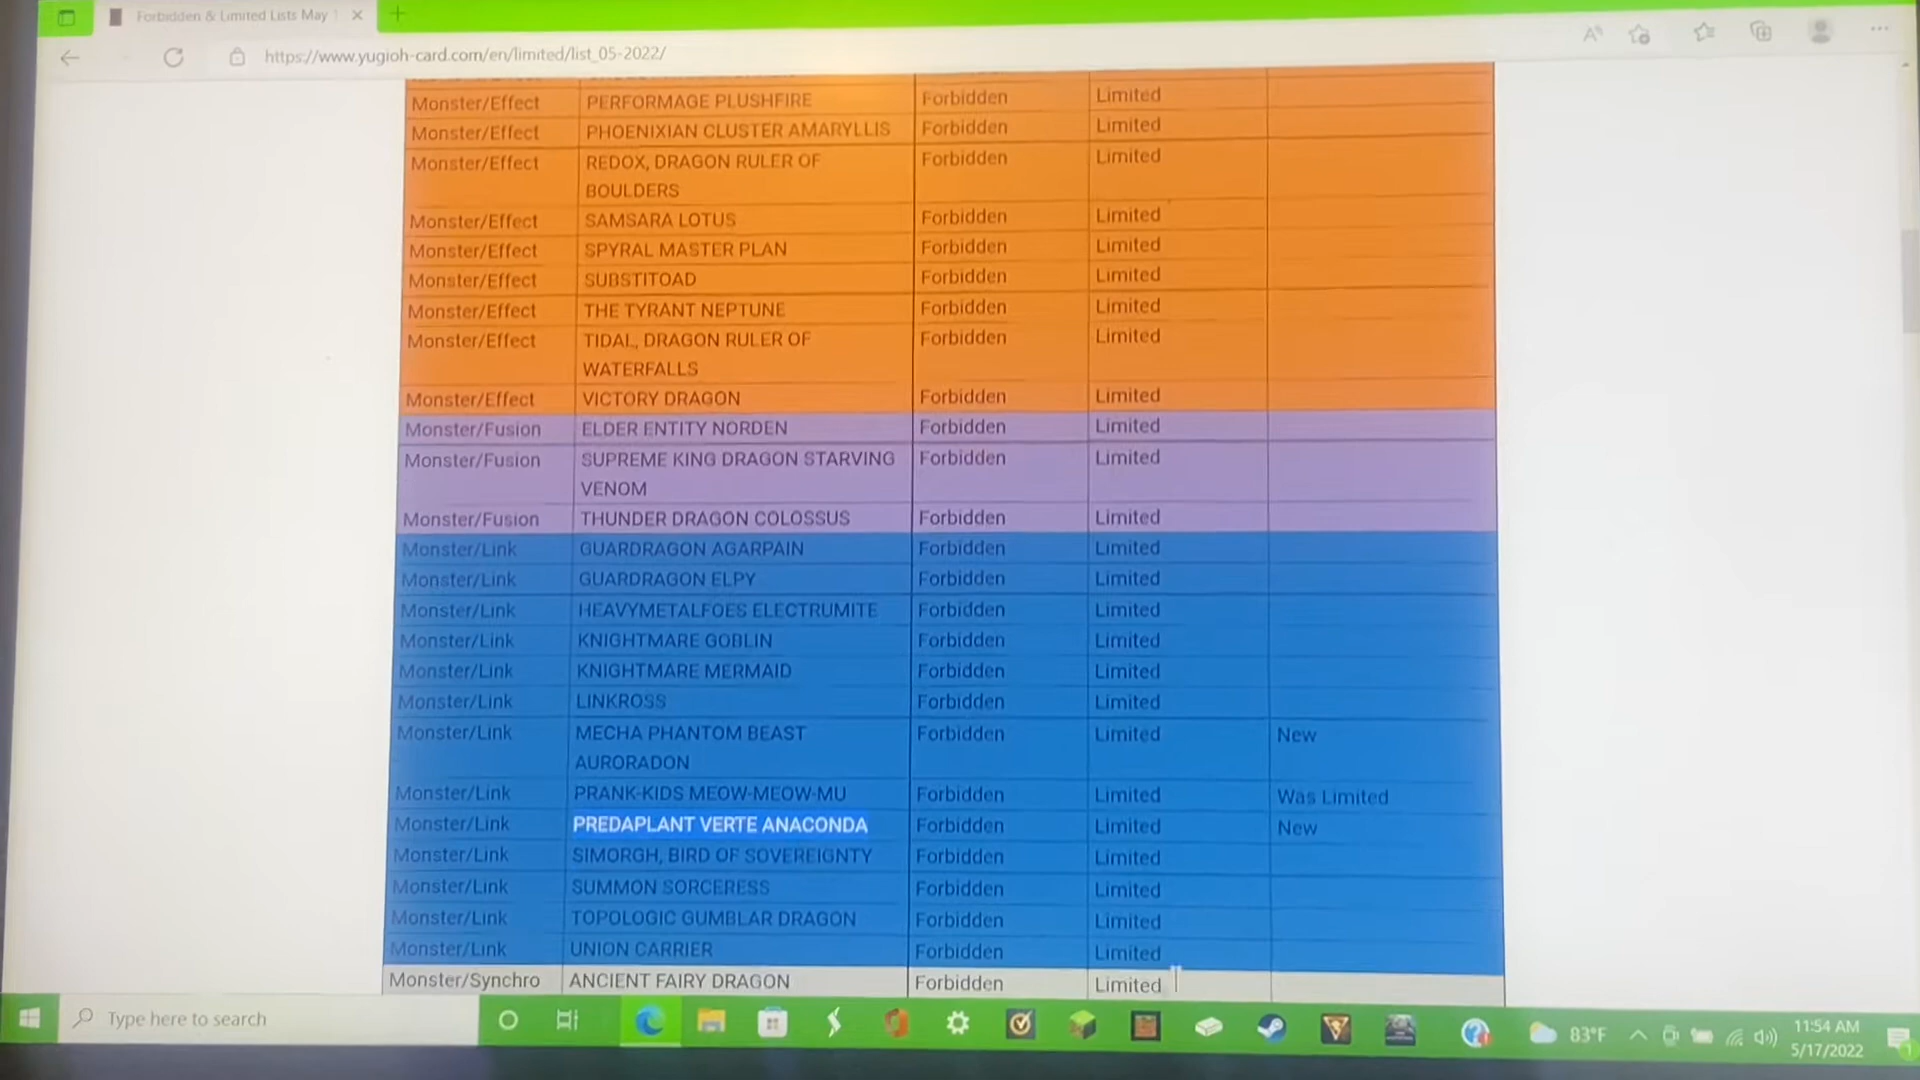 Forbidden & Limited Lists May
https://www.yugioh-card.com/en/limited/list_05-2022/
Monster/Effect PERFORMAGE PLUSHFIRE Forbidden Limited
Monster/Effect PHOENIXIAN CLUSTER AMARYLLIS Forbidden Limited
Monster/Effect REDOX, DRAGON RULER OF Forbidden Limited
BOULDERS
Monster/Effect SAMSARA LOTUS Forbidden Limited
Monster/Effect SPYRAL MASTER PLAN Forbidden Limited
Monster/Effect SUBSTITOAD Forbidden Limited
Monster/Effect THE TYRANT NEPTUNE Forbidden Limited
Monster/Effect TIDAL, DRAGON RULER OF Forbidden Limited
WATERFALLS
Monster/Effect VICTORY DRAGON Forbidden Limited
Monster/Fusion ELDER ENTITY NORDEN Forbidden Limited
Monster/Fusion SUPREME KING DRAGON STARVING Forbidden Limited
VENOM
Monster/Fusion THUNDER DRAGON COLOSSUS Forbidden Limited
Monster/Link GUARDRAGON AGARPAIN Forbidden Limited
Monster/Link GUARDRAGON ELPY Forbidden Limited
Monster/Link HEAVYMETALFOES ELECTRUMITE Forbidden Limited
Monster/Link KNIGHTMARE GOBLIN Forbidden Limited
Monster/Link KNIGHTMARE MERMAID Forbidden Limited
Monster/Link LINKROSS Forbidden Limited
Monster/Link MECHA PHANTOM BEAST Forbidden Limited New
AURORADON
Monster/Link PRANK-KIDS MEOW-MEOW-MU Forbidden Limited Was Limited
Monster/Link PREDAPLANT VERTE ANACONDA Forbidden Limited New
Monster/Link SIMORGH, BIRD OF SOVEREIGNTY Forbidden Limited
Monster/Link SUMMON SORCERESS Forbidden Limited
Monster/Link TOPOLOGIC GUMBLAR DRAGON Forbidden Limited
Monster/Link UNION CARRIER Forbidden Limited
Monster/Synchro ANCIENT FAIRY DRAGON Forbidden Limited
Type here to search
83°F
11:54 AM
5/17/2022